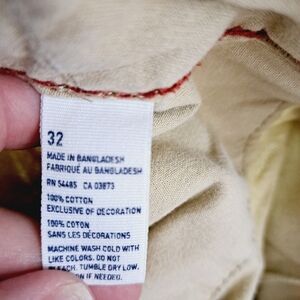 32
MADE IN BANGLADESH
FABRIQUÉ AU BANGLADESH
RN 54485 CA 03873
100% COTTON
EXCLUSIVE OF DECORATION
100% COTON
SANS LES DÉCORATIONS
MACHINE WASH COLD WITH
LIKE COLORS. DO NOT
BLEACH. TUMBLE DRY LOW.